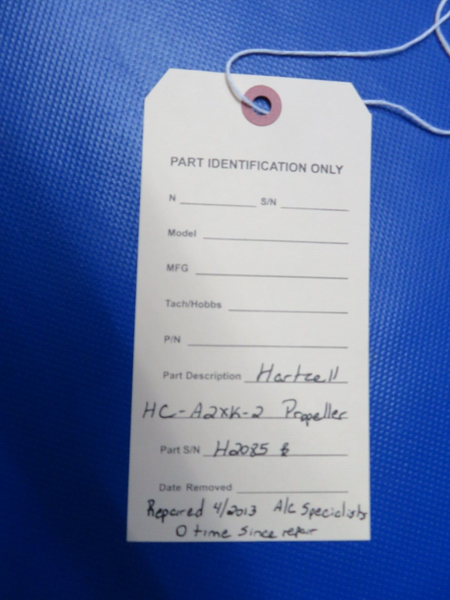 PART IDENTIFICATION ONLY
N S/N
Model
MFG
Tach/Hobbs
P/N
Part Description Hartzell
HC-A2XK-2 Propeller
Part S/N H2085
Date Removed
Repared 4/2013 A/C Specialists
0 time since repair